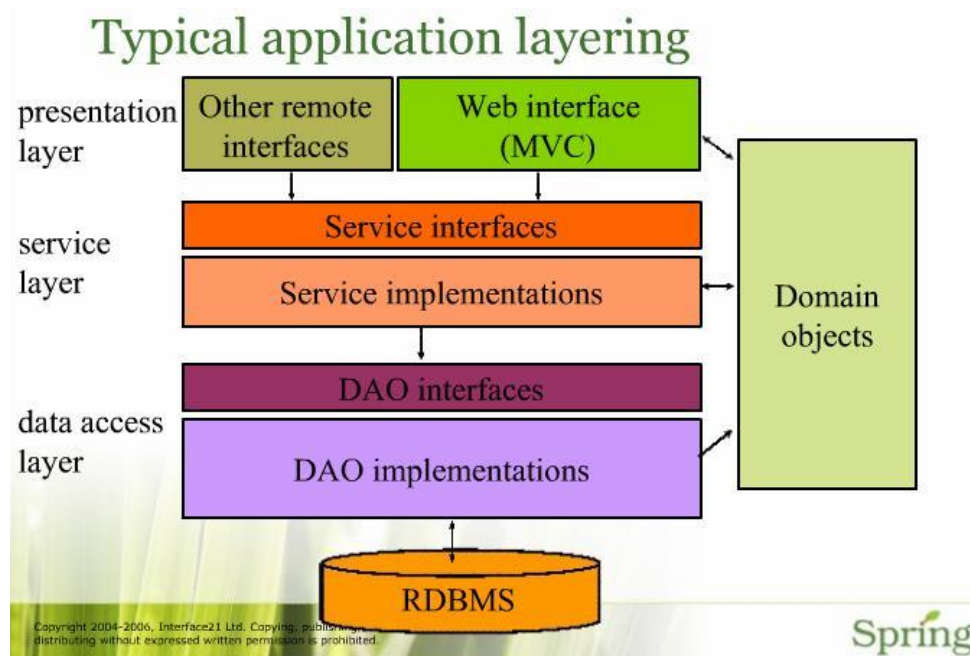 Typical application layering
presentation
layer
Other remote
interfaces
Web interface
(MVC)
service
layer
Service interfaces
Service implementations
Domain
objects
data access
layer
DAO interfaces
DAO implementations
RDBMS
Copyright 2004-2006, Interface21 Ltd. Copying, publishing,
distributing without expressed written permission is prohibited.
Spring